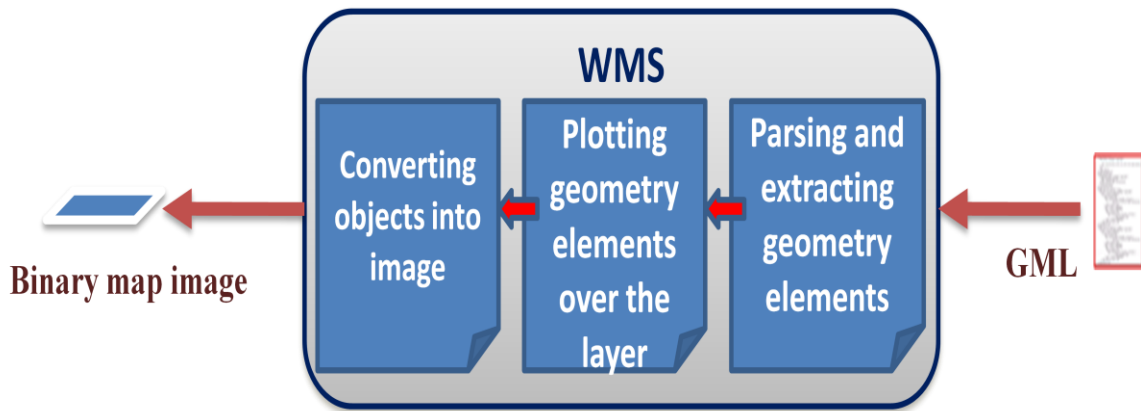 WMS
Converting
objects into
image
Plotting
geometry
elements
over the
layer
Parsing and
extracting
geometry
elements
Binary map image
GML